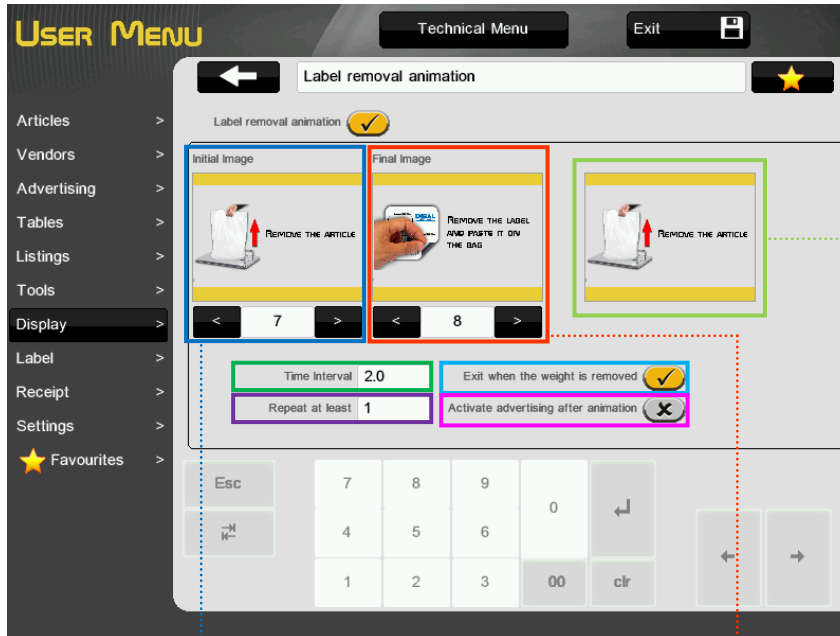 USER MENU
Technical Menu
Exit
Label removal animation
Articles >
Vendors >
Advertising >
Tables >
Listings >
Tools >
Display >
Label >
Receipt >
Settings >
Favourites >
Label removal animation
Initial Image
Final Image
REMOVE THE ARTICLE
REMOVE THE LABEL
AND PASTE IT ON
THE BAG
REMOVE THE ARTICLE
< 7 >
< 8 >
Time Interval 2.0
Exit when the weight is removed
Repeat at least 1
Activate advertising after animation
Esc
7 8 9
0
4 5 6
1 2 3
00 clr